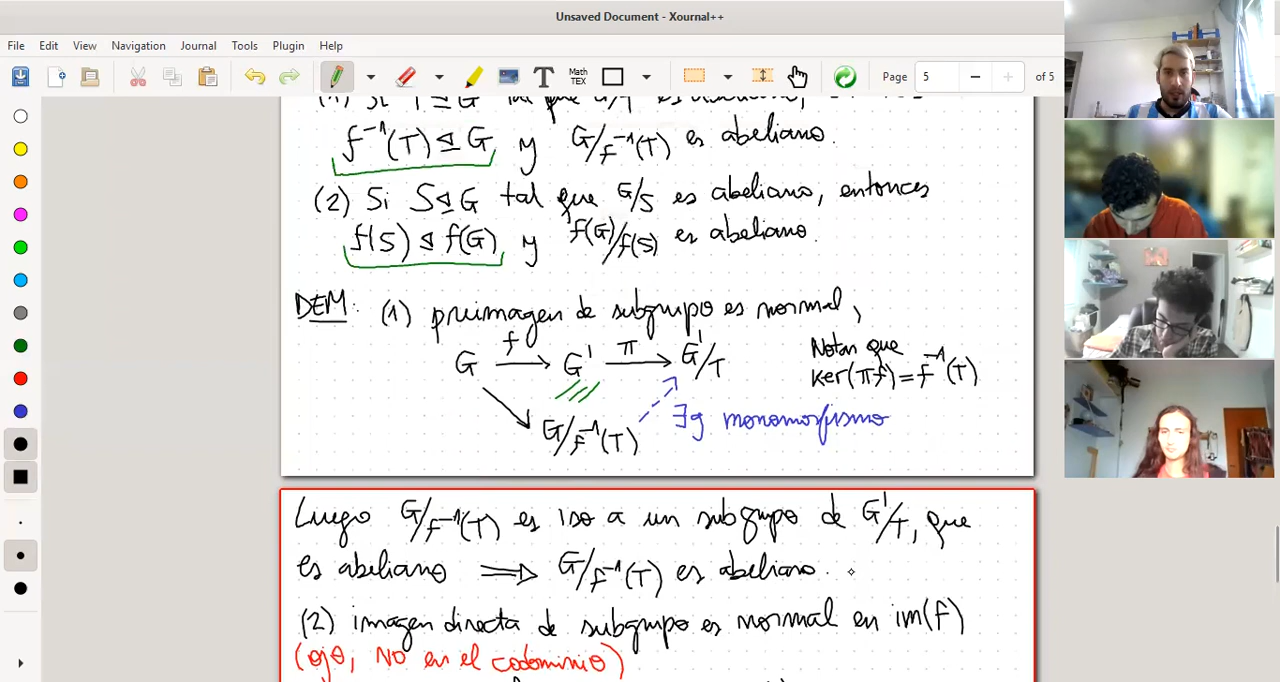 Unsaved Document - Xournal++
File Edit View Navigation Journal Tools Plugin Help
T Math TEX Page 5 of 5
f⁻¹(T) ⊴ G y G/f⁻¹(T) es abeliano.
(2) Si S ⊴ G tal que G/S es abeliano, entonces
f(S) ⊴ f(G) y f(G)/f(S) es abeliano.
DEM: (1) preimagen de subgrupo es normal,
G f→ G' π→ G'/T
Notar que
ker(πf) = f⁻¹(T)
G/f⁻¹(T) ∃g monomorfismo
Luego G/f⁻¹(T) es iso a un subgrupo de G'/T, que
es abeliano ⟹ G/f⁻¹(T) es abeliano.
(2) imagen directa de subgrupo es normal en im(f)
(ojo, NO en el codominio)